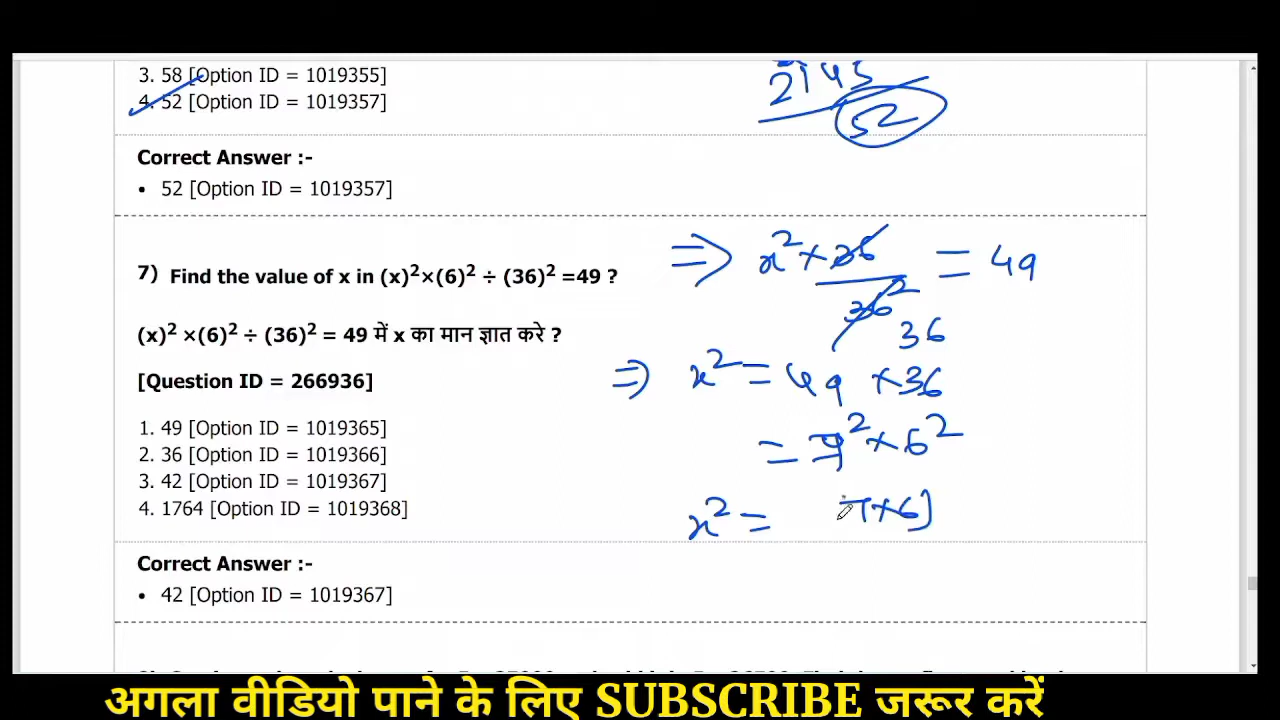 3. 58 [Option ID = 1019355]
4. 52 [Option ID = 1019357]
2145
52
Correct Answer :-
• 52 [Option ID = 1019357]
7) Find the value of x in (x)²×(6)² ÷ (36)² =49 ?
(x)² ×(6)² ÷ (36)² = 49 में x का मान ज्ञात करे ?
[Question ID = 266936]
1. 49 [Option ID = 1019365]
2. 36 [Option ID = 1019366]
3. 42 [Option ID = 1019367]
4. 1764 [Option ID = 1019368]
⇒ x² × 36 = 49
36²
36
⇒ x² = 49 × 36
= 7² × 6²
x² = 7×6)
Correct Answer :-
• 42 [Option ID = 1019367]
अगला वीडियो पाने के लिए SUBSCRIBE जरूर करें